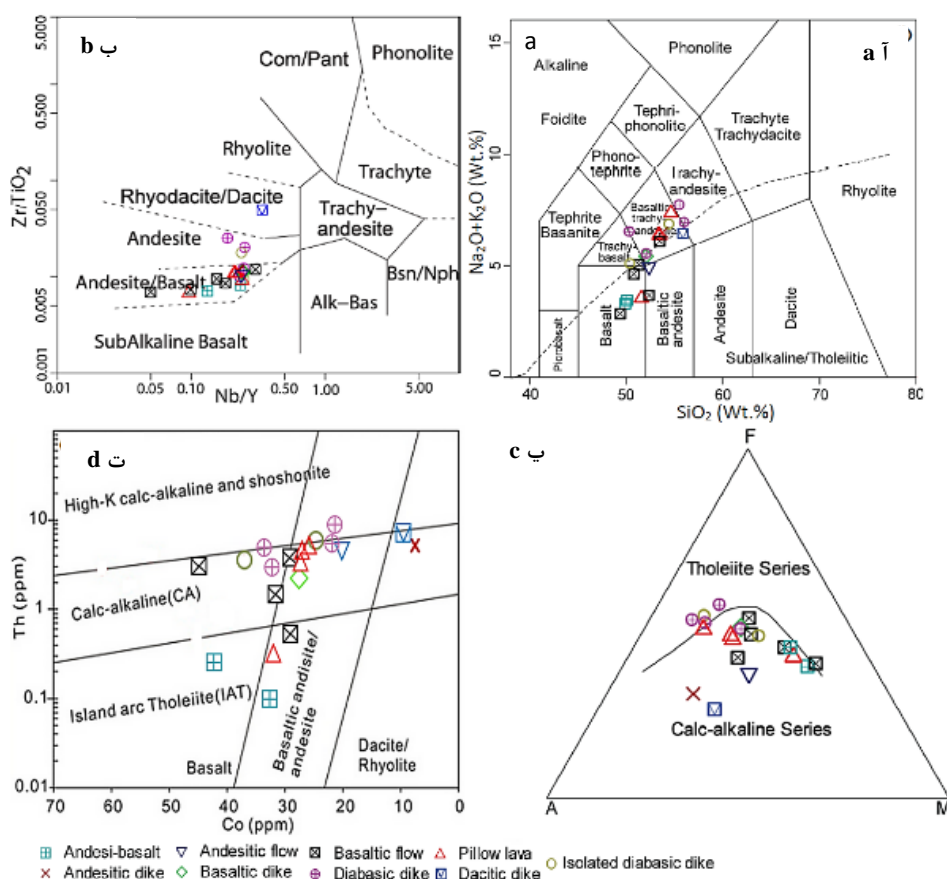 ب b
5.000
0.500
0.050
0.005
0.001
Zr/TiO2
Com/Pant
Phonolite
Rhyolite
Trachyte
Rhyodacite/Dacite
Trachy–
andesite
Andesite
Andesite/Basalt
Bsn/Nph
Alk–Bas
SubAlkaline Basalt
0.01
0.05
0.10
0.50
1.00
5.00
Nb/Y
a
آ a
15
10
5
0
Na2O+K2O (Wt.%)
Alkaline
Phonolite
Foidite
Tephri-
phonolite
Trachyte
Trachydacite
Phono-
tephrite
Trachy-
andesite
Rhyolite
Tephrite
Basanite
Basaltic
trachy
andesite
Trachy-
basalt
Picrobasalt
Basalt
Basaltic
andesite
Andesite
Dacite
Subalkaline/Tholeiitic
40
50
60
70
80
SiO2 (Wt.%)
ت d
10
1
0.1
0.01
Th (ppm)
High-K calc-alkaline and shoshonite
Calc-alkaline(CA)
Island arc Tholeiite(IAT)
Basalt
Basaltic andisite/
andesite
Dacite/
Rhyolite
70
60
50
40
30
20
10
0
Co (ppm)
پ c
F
Tholeiite Series
Calc-alkaline Series
A
M
Andesi-basalt
Andesitic flow
Basaltic flow
Pillow lava
Isolated diabasic dike
Andesitic dike
Basaltic dike
Diabasic dike
Dacitic dike